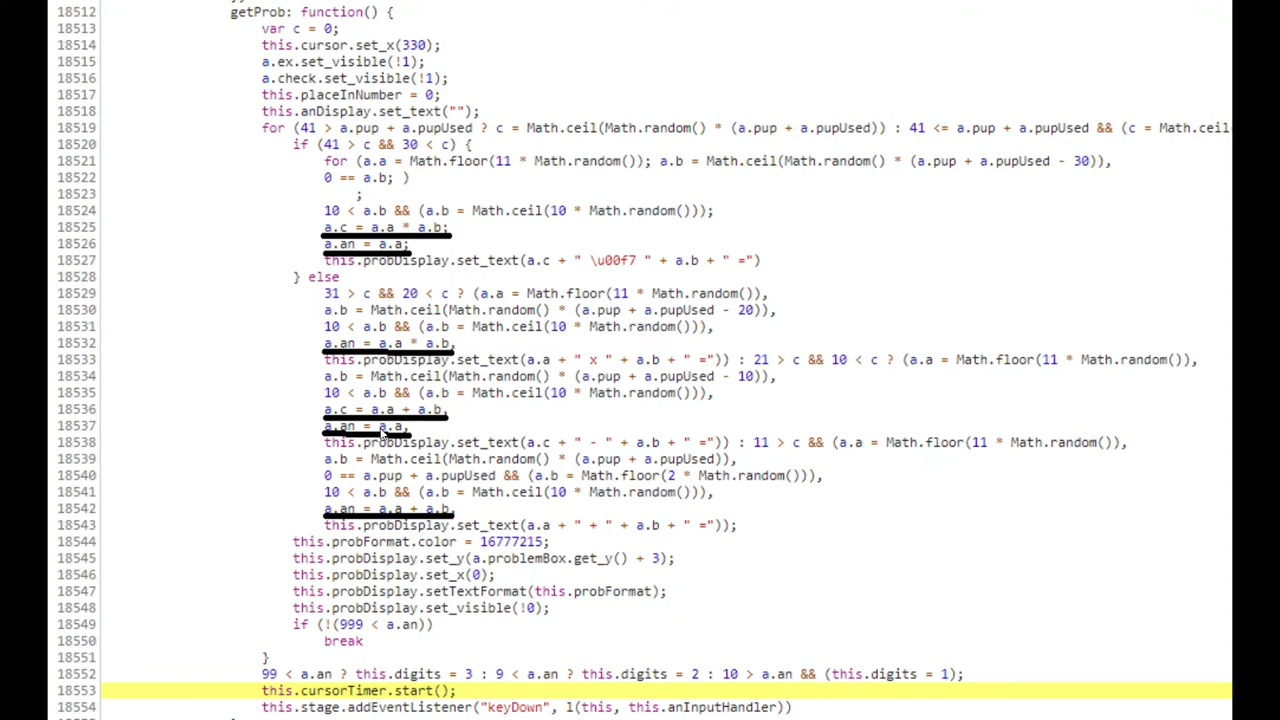 18512 getProb: function() {
18513 var c = 0;
18514 this.cursor.set_x(330);
18515 a.ex.set_visible(!1);
18516 a.check.set_visible(!1);
18517 this.placeInNumber = 0;
18518 this.anDisplay.set_text("");
18519 for (41 > a.pup + a.pupUsed ? c = Math.ceil(Math.random() * (a.pup + a.pupUsed)) : 41 <= a.pup + a.pupUsed && (c = Math.ceil
18520 if (41 > c && 30 < c) {
18521 for (a.a = Math.floor(11 * Math.random()); a.b = Math.ceil(Math.random() * (a.pup + a.pupUsed - 30)),
18522 0 == a.b; )
18523 ;
18524 10 < a.b && (a.b = Math.ceil(10 * Math.random()));
18525 a.c = a.a * a.b;
18526 a.an = a.a;
18527 this.probDisplay.set_text(a.c + " \u00f7 " + a.b + " =")
18528 } else
18529 31 > c && 20 < c ? (a.a = Math.floor(11 * Math.random()),
18530 a.b = Math.ceil(Math.random() * (a.pup + a.pupUsed - 20)),
18531 10 < a.b && (a.b = Math.ceil(10 * Math.random())),
18532 a.an = a.a * a.b,
18533 this.probDisplay.set_text(a.a + " x " + a.b + " =")) : 21 > c && 10 < c ? (a.a = Math.floor(11 * Math.random()),
18534 a.b = Math.ceil(Math.random() * (a.pup + a.pupUsed - 10)),
18535 10 < a.b && (a.b = Math.ceil(10 * Math.random())),
18536 a.c = a.a + a.b,
18537 a.an = a.a,
18538 this.probDisplay.set_text(a.c + " - " + a.b + " =")) : 11 > c && (a.a = Math.floor(11 * Math.random()),
18539 a.b = Math.ceil(Math.random() * (a.pup + a.pupUsed)),
18540 0 == a.pup + a.pupUsed && (a.b = Math.floor(2 * Math.random())),
18541 10 < a.b && (a.b = Math.ceil(10 * Math.random())),
18542 a.an = a.a + a.b,
18543 this.probDisplay.set_text(a.a + " + " + a.b + " ="));
18544 this.probFormat.color = 16777215;
18545 this.probDisplay.set_y(a.problemBox.get_y() + 3);
18546 this.probDisplay.set_x(0);
18547 this.probDisplay.setTextFormat(this.probFormat);
18548 this.probDisplay.set_visible(!0);
18549 if (!(999 < a.an))
18550 break
18551 }
18552 99 < a.an ? this.digits = 3 : 9 < a.an ? this.digits = 2 : 10 > a.an && (this.digits = 1);
18553 this.cursorTimer.start();
18554 this.stage.addEventListener("keyDown", l(this, this.anInputHandler))